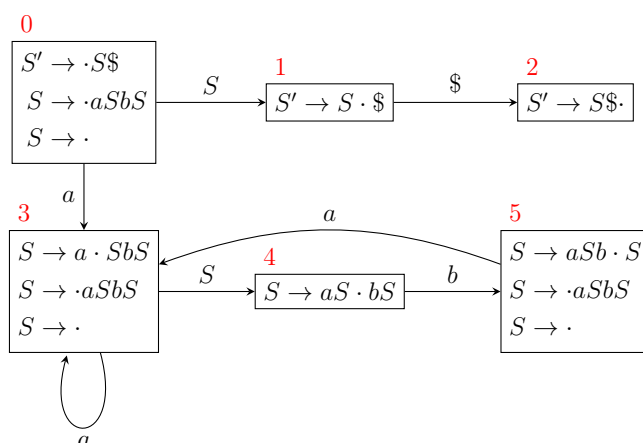 0
S′ → ·S$
S → ·aSbS
S → ·
S
1
S′ → S · $
$
2
S′ → S$·
a
3
S → a · SbS
S → ·aSbS
S → ·
S
4
S → aS · bS
b
a
5
S → aSb · S
S → ·aSbS
S → ·
a